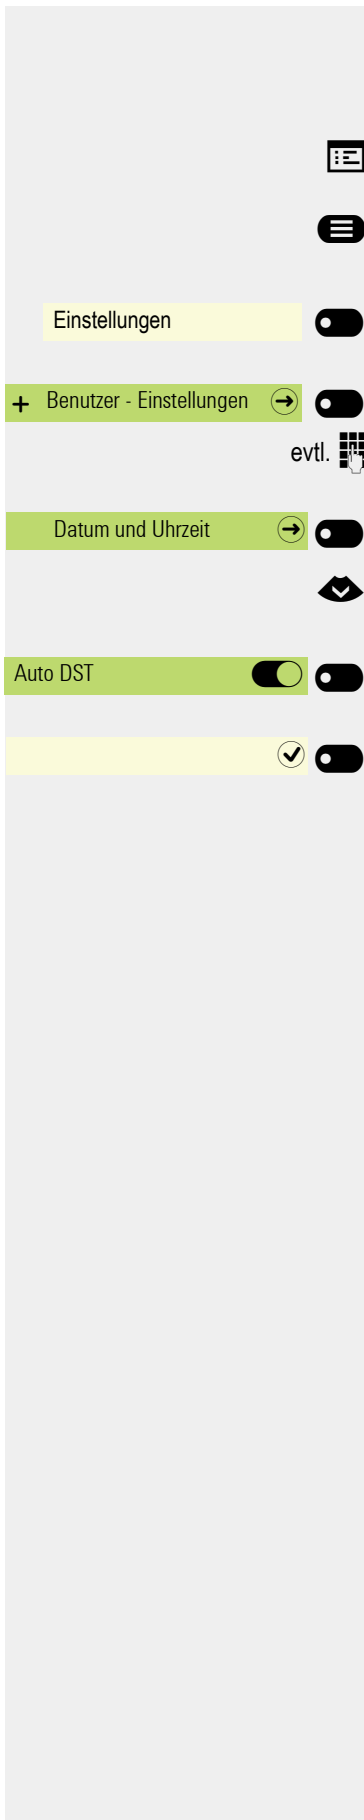 Einstellungen
+ Benutzer - Einstellungen
evtl.
Datum und Uhrzeit
Auto DST